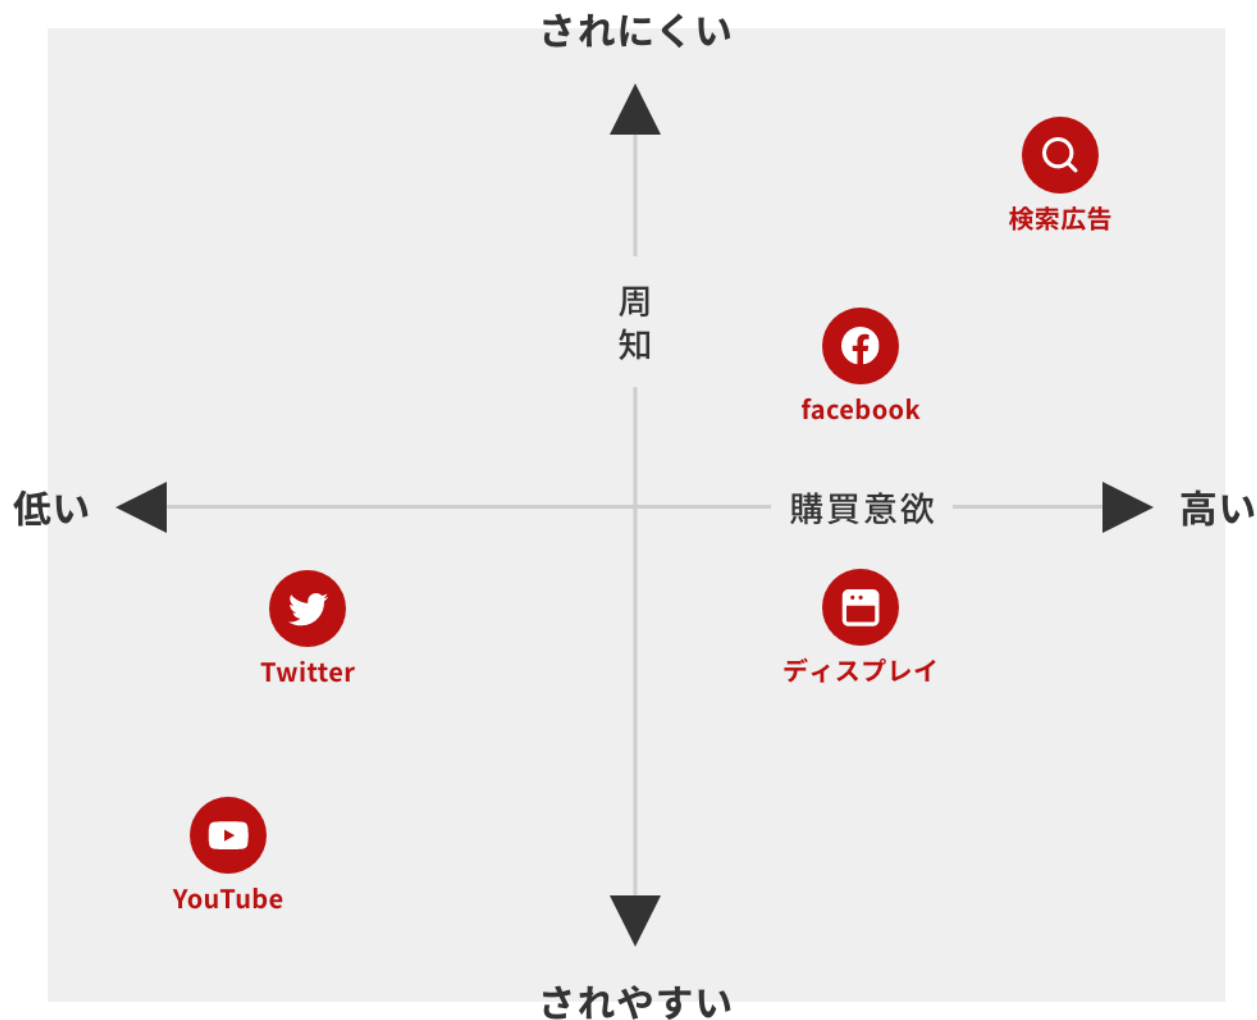 されにくい
検索広告
周
知
facebook
低い
購買意欲
高い
Twitter
ディスプレイ
YouTube
されやすい